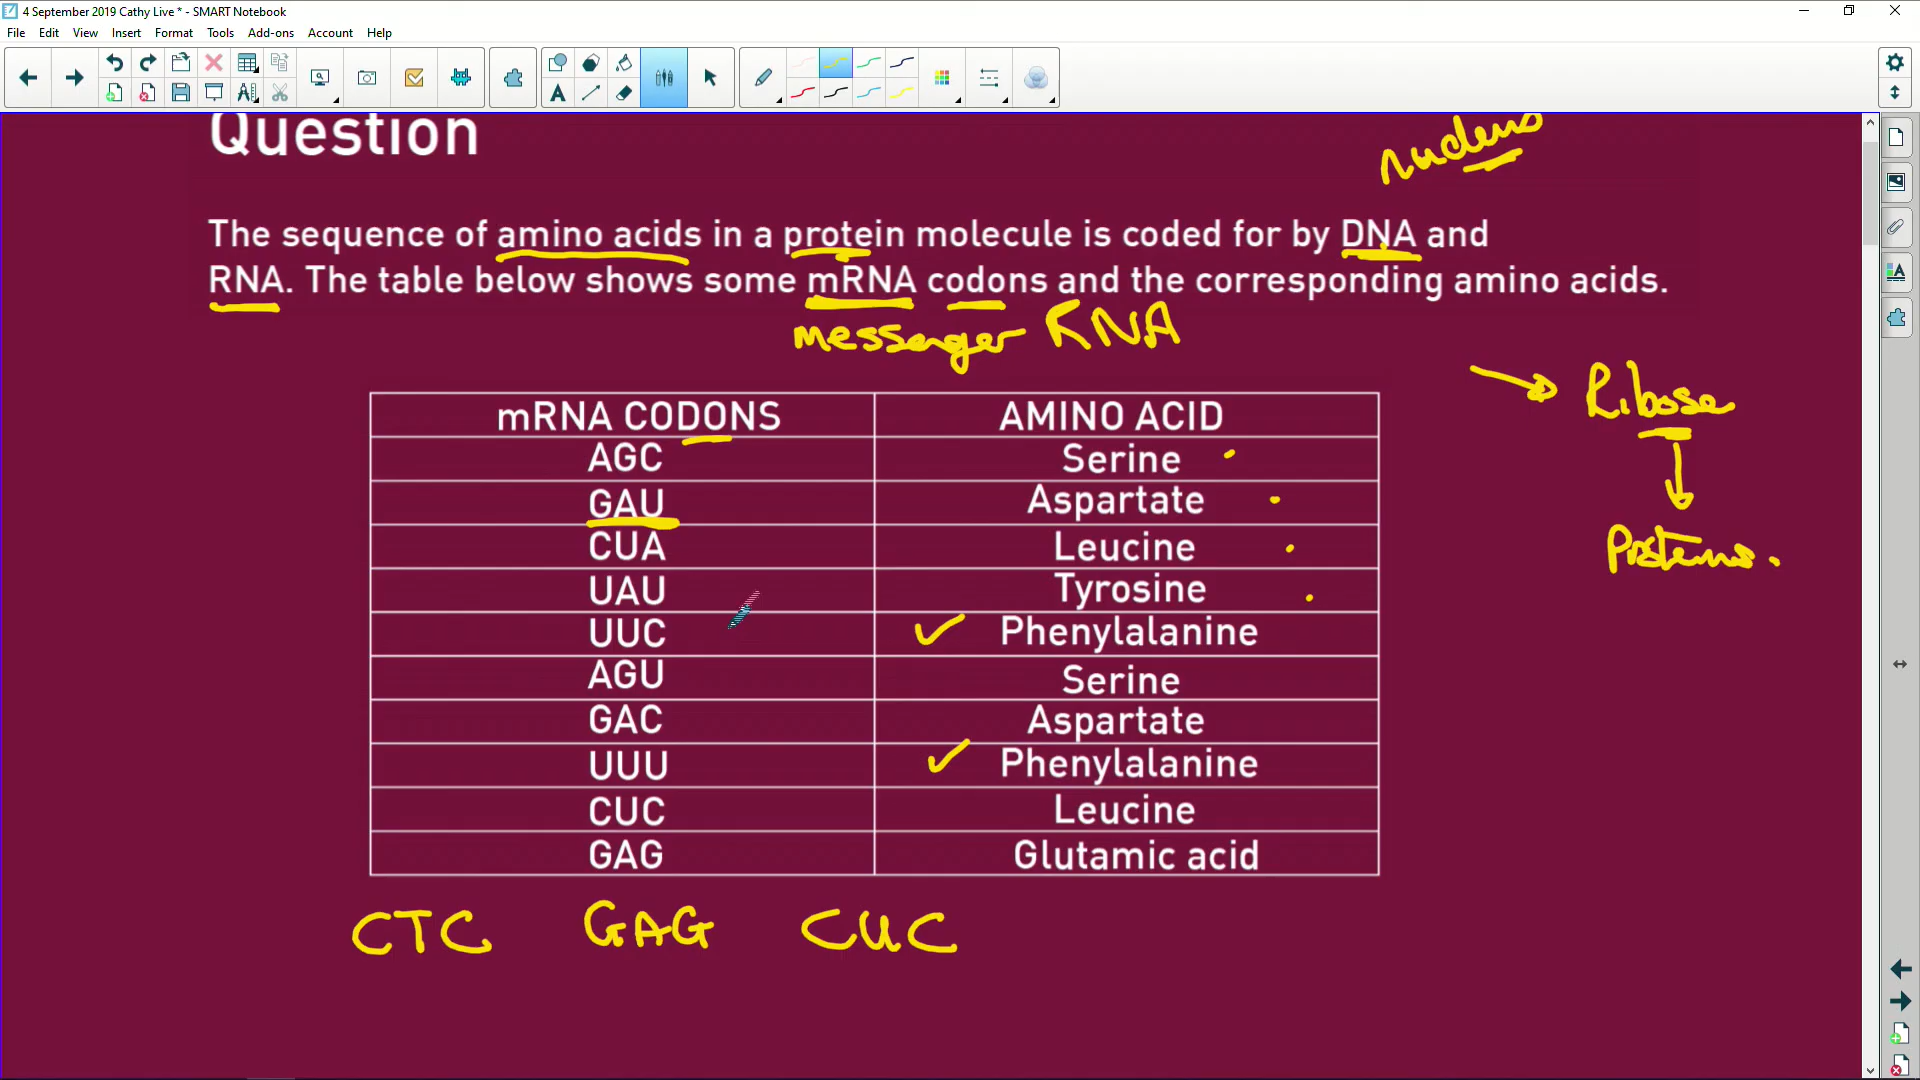 4 September 2019 Cathy Live * - SMART Notebook
File Edit View Insert Format Tools Add-ons Account Help
Question
nucleus
The sequence of amino acids in a protein molecule is coded for by DNA and
RNA. The table below shows some mRNA codons and the corresponding amino acids.
messenger RNA
Ribose
Proteins.
mRNA CODONS AMINO ACID
AGC Serine
GAU Aspartate
CUA Leucine
UAU Tyrosine
UUC Phenylalanine
AGU Serine
GAC Aspartate
UUU Phenylalanine
CUC Leucine
GAG Glutamic acid
CTC GAG CUC